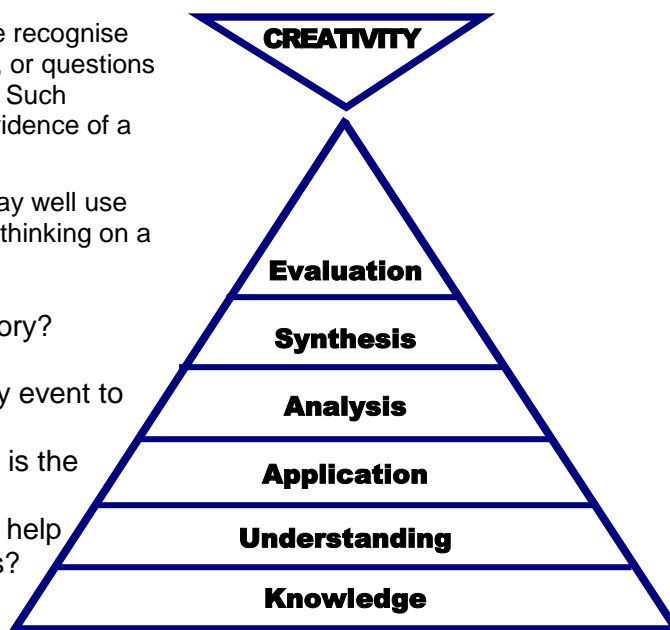 e recognise
, or questions
Such
vidence of a
ay well use
thinking on a
ory?
y event to
is the
help
s?
CREATIVITY
Evaluation
Synthesis
Analysis
Application
Understanding
Knowledge